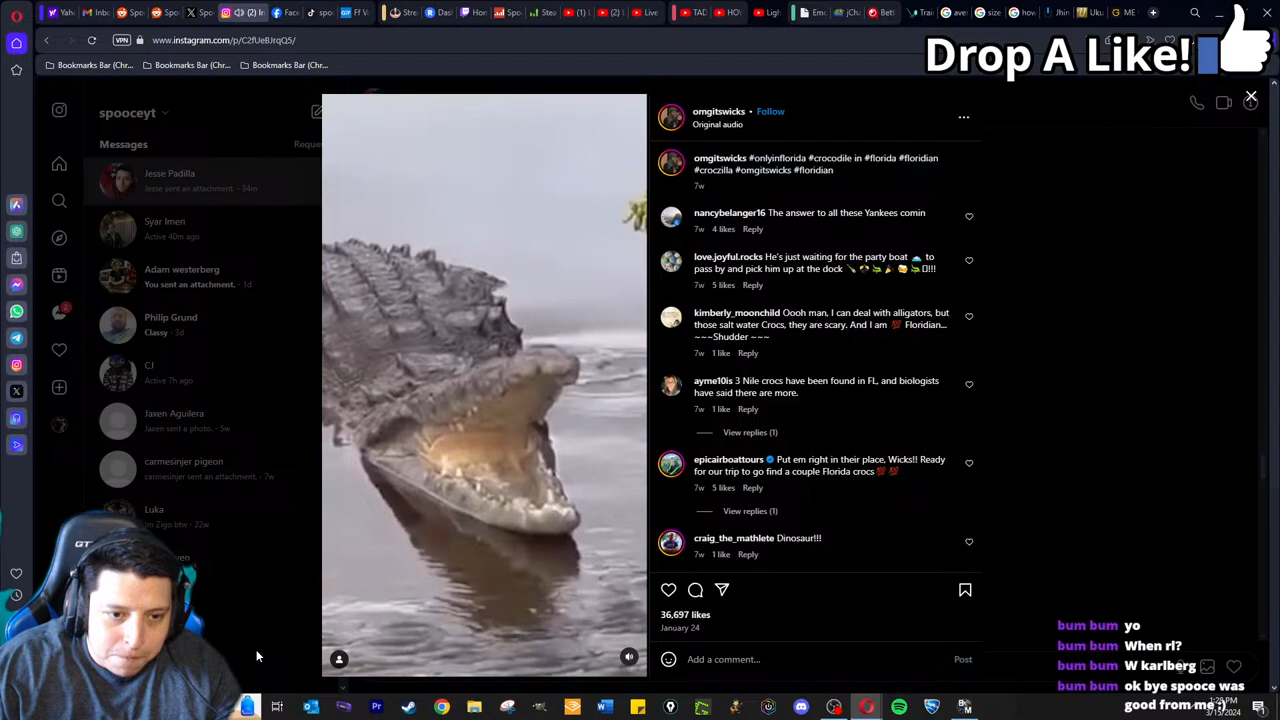 www.instagram.com/p/C2fUeBJrqQ5/
VPN
Drop A Like!
Bookmarks Bar (Chr...
Bookmarks Bar (Chr...
Bookmarks Bar (Chr...
spooceyt
Messages
Reque
Jesse Padilla
Jesse sent an attachment. · 34m
Syar Imeri
Active 40m ago
Adam westerberg
You sent an attachment. · 1d
Philip Grund
Classy · 3d
CJ
Active 7h ago
Jaxen Aguilera
Jaxen sent a photo. · 5w
carmesinjer pigeon
carmesinjer sent an attachment. · 7w
Luka
Im Zigo btw · 22w
GT
omgitswicks • Follow
Original audio
omgitswicks #onlyinflorida #crocodile in #florida #floridian
#croczilla #omgitswicks #floridian
7w
nancybelanger16 The answer to all these Yankees comin
7w 4 likes Reply
love.joyful.rocks He's just waiting for the party boat 🛥️ to
pass by and pick him up at the dock !!!
7w 5 likes Reply
kimberly_moonchild Oooh man, I can deal with alligators, but
those salt water Crocs, they are scary. And I am 💯 Floridian...
~~~Shudder ~~~
7w 1 like Reply
ayme10is 3 Nile crocs have been found in FL, and biologists
have said there are more.
7w 1 like Reply
View replies (1)
epicairboattours Put em right in their place, Wicks!! Ready
for our trip to go find a couple Florida crocs💯 💯
7w 5 likes Reply
View replies (1)
craig_the_mathlete Dinosaur!!!
7w 1 like Reply
36,697 likes
January 24
Add a comment...
Post
bum bum yo
bum bum When rl?
bum bum W karlberg
bum bum ok bye spooce was
good from me
3/15/2024